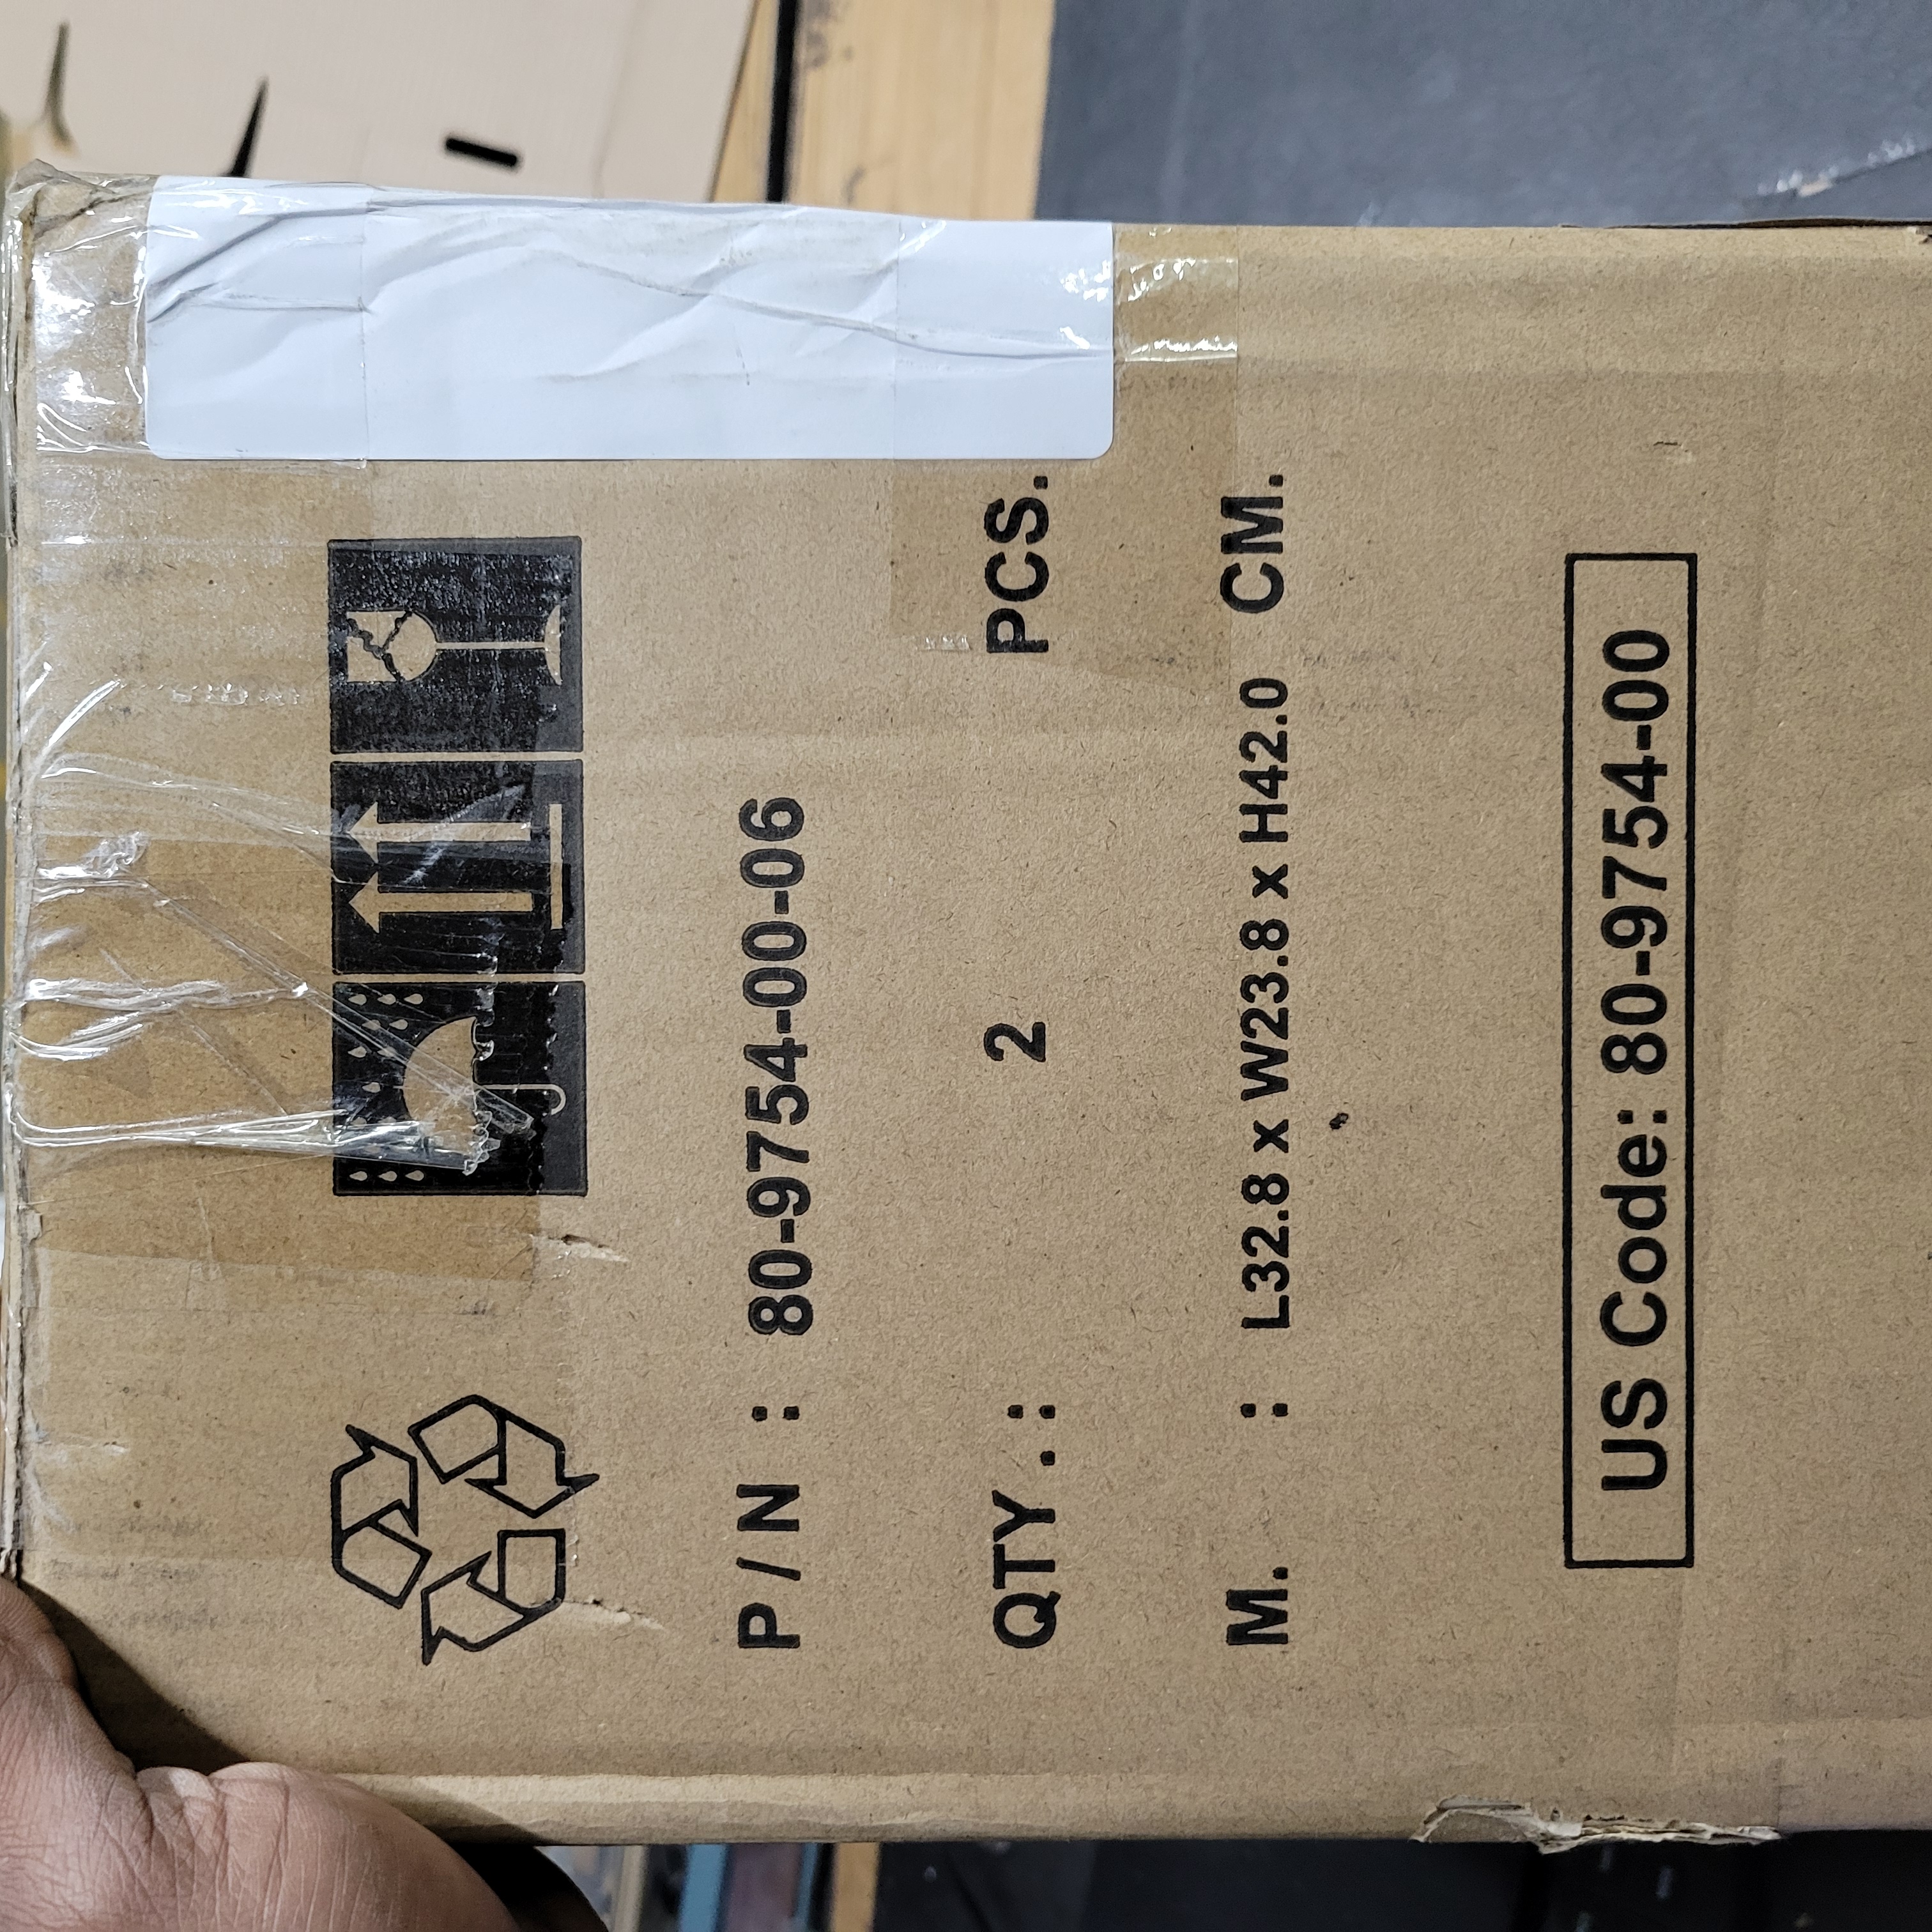 P / N : 80-9754-00-06
QTY . : 2 PCS.
M. : L32.8 x W23.8 x H42.0 CM.
US Code: 80-9754-00